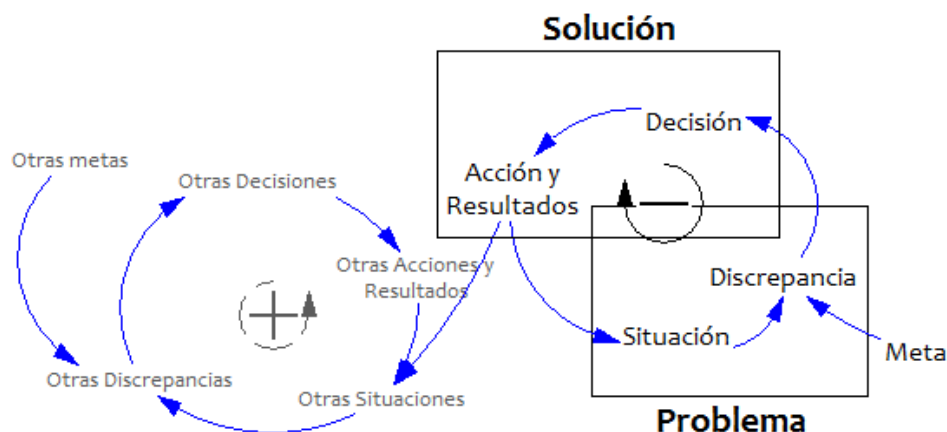 Solución
Decisión
Otras metas
Otras Decisiones
Acción y
Resultados
Otras Acciones y
Resultados
Discrepancia
Situación
Meta
Otras Discrepancias
Otras Situaciones
Problema